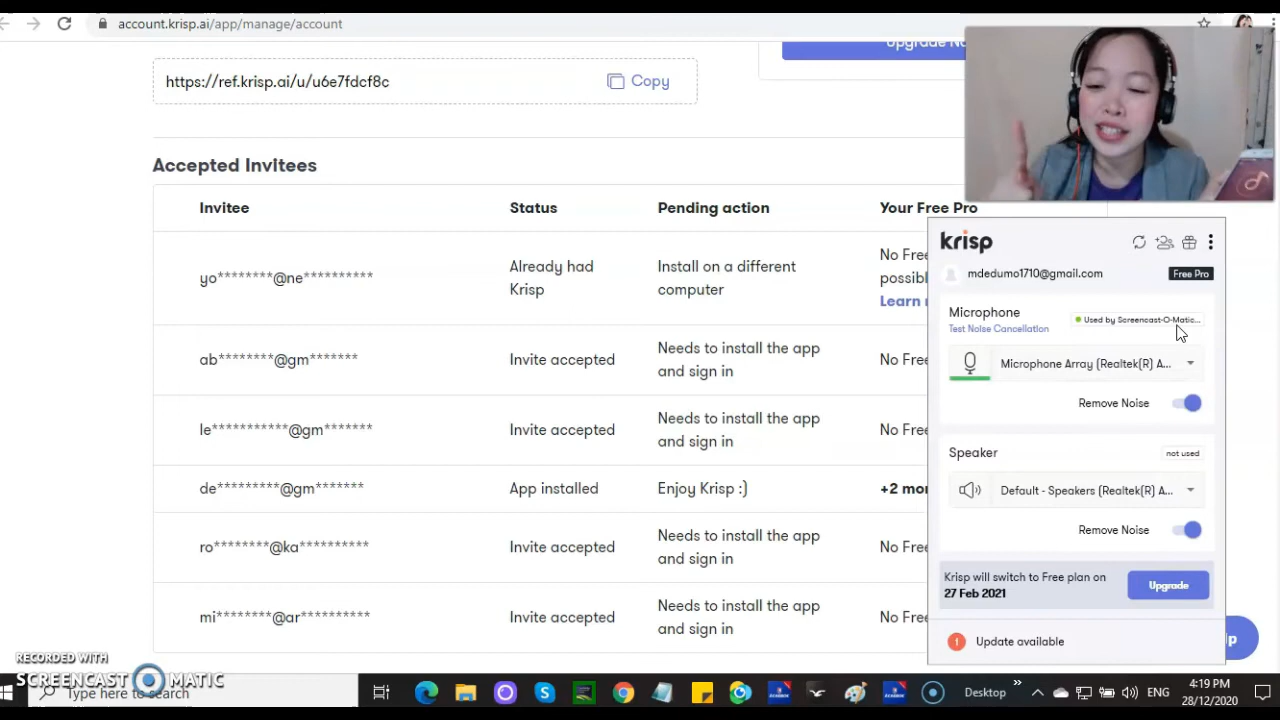 account.krisp.ai/app/manage/account
https://ref.krisp.ai/u/u6e7fdcf8c
Copy
Accepted Invitees
Invitee Status Pending action Your Free Pro
yo********@ne********** Already had Krisp Install on a different computer No Free possible Learn
ab********@gm******* Invite accepted Needs to install the app and sign in No Free
le***********@gm******* Invite accepted Needs to install the app and sign in No Free
de*********@gm******* App installed Enjoy Krisp :) +2 mon
ro********@ka********** Invite accepted Needs to install the app and sign in No Free
mi********@ar********** Invite accepted Needs to install the app and sign in No Free
krisp
mdedumo1710@gmail.com Free Pro
Microphone
Used by Screencast-O-Matic...
Test Noise Cancellation
Microphone Array (Realtek(R) A...
Remove Noise
Speaker not used
Default - Speakers (Realtek(R) A...
Remove Noise
Krisp will switch to Free plan on
27 Feb 2021
Upgrade
Update available
RECORDED WITH
SCREENCAST MATIC
Type here to search
Desktop
ENG
4:19 PM
28/12/2020